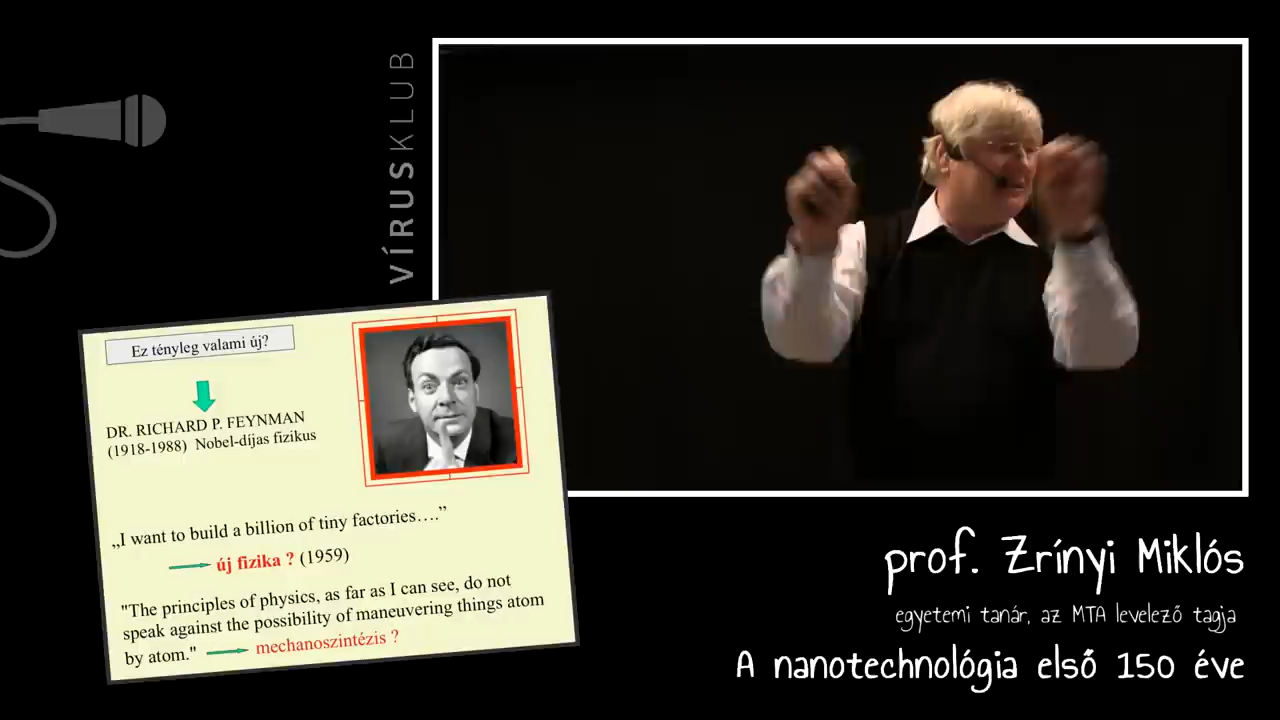 VÍRUSKLUB
Ez tényleg valami új?
DR. RICHARD P. FEYNMAN
(1918-1988) Nobel-díjas fizikus
„I want to build a billion of tiny factories….”
új fizika ? (1959)
"The principles of physics, as far as I can see, do not
speak against the possibility of maneuvering things atom
by atom." mechanoszintézis ?
prof. Zrínyi Miklós
egyetemi tanár, az MTA levelező tagja
A nanotechnológia első 150 éve